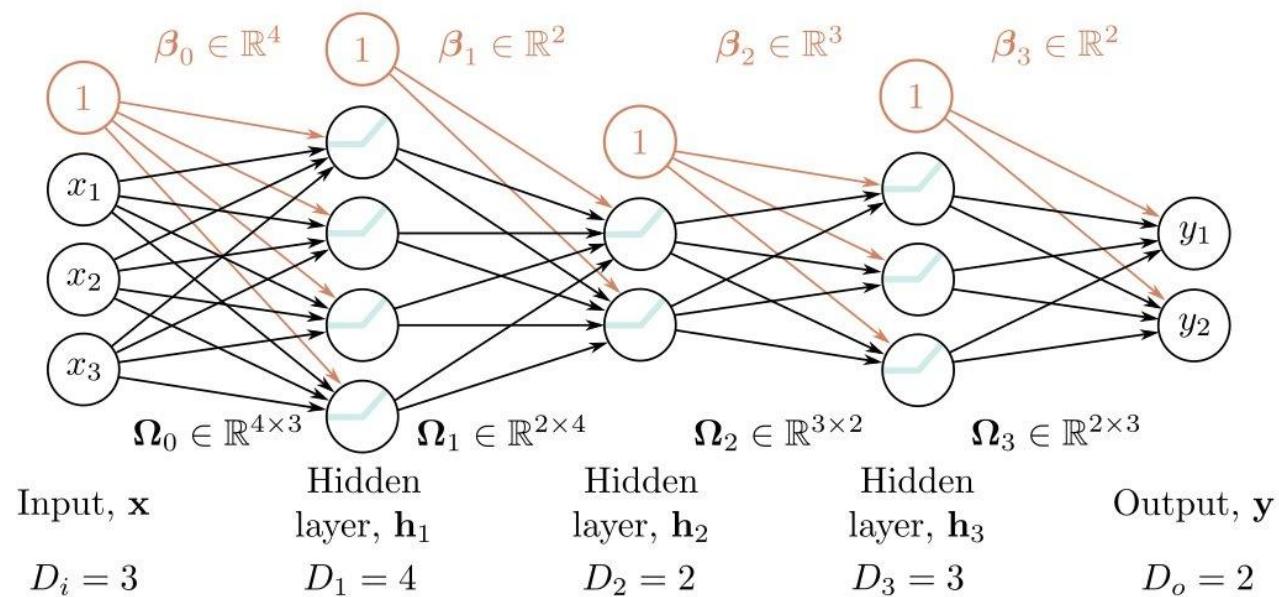 β₀ ∈ ℝ⁴
β₁ ∈ ℝ²
β₂ ∈ ℝ³
β₃ ∈ ℝ²
1
1
1
1
x₁
x₂
x₃
y₁
y₂
Ω₀ ∈ ℝ⁴ˣ³
Ω₁ ∈ ℝ²ˣ⁴
Ω₂ ∈ ℝ³ˣ²
Ω₃ ∈ ℝ²ˣ³
Input, x
Hidden
layer, h₁
Hidden
layer, h₂
Hidden
layer, h₃
Output, y
Dᵢ = 3
D₁ = 4
D₂ = 2
D₃ = 3
Dₒ = 2